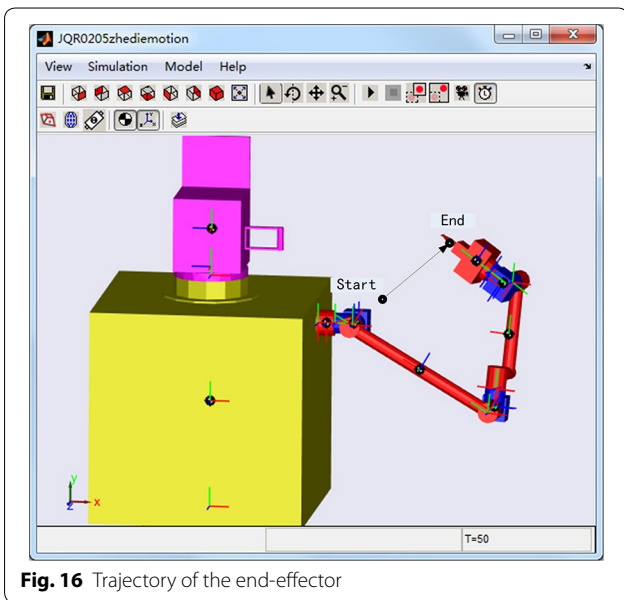 JQR0205zhediemotion
View Simulation Model Help
End
Start
y
x
z
T=50
Fig. 16 Trajectory of the end-effector